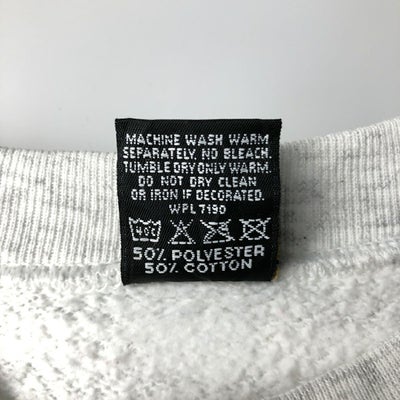 MACHINE WASH WARM
SEPARATELY. NO BLEACH.
TUMBLE DRY ONLY WARM.
DO NOT DRY CLEAN
OR IRON IF DECORATED.
WPL 7190
40C
50% POLYESTER
50% COTTON